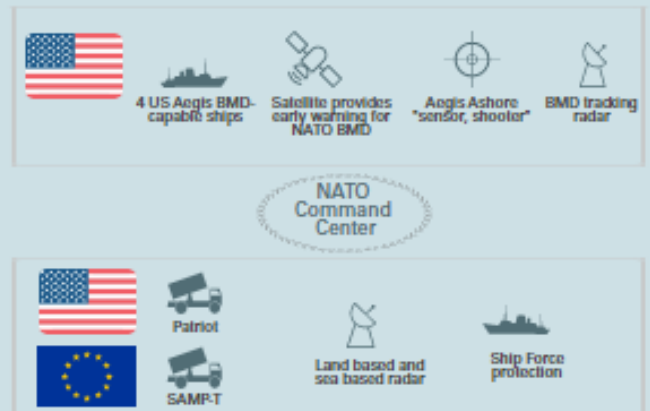 4 US Aegis BMD-
capable ships
Satellite provides
early warning for
NATO BMD
Aegis Ashore
"sensor, shooter"
BMD tracking
radar
NATO
Command
Center
Patriot
SAMP-T
Land based and
sea based radar
Ship Force
protection